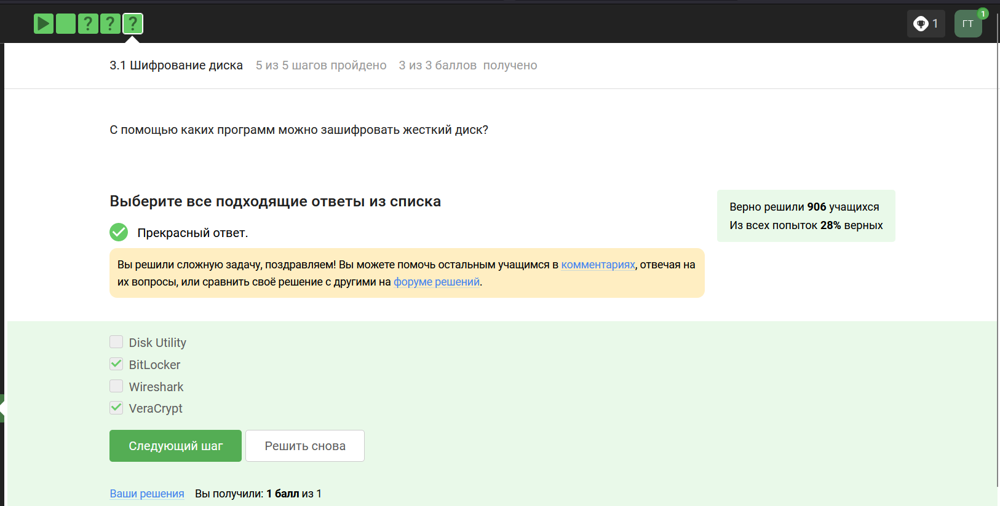 ? ? ?
1
ГТ
1
3.1 Шифрование диска 5 из 5 шагов пройдено 3 из 3 баллов получено
С помощью каких программ можно зашифровать жесткий диск?
Выберите все подходящие ответы из списка
Прекрасный ответ.
Вы решили сложную задачу, поздравляем! Вы можете помочь остальным учащимся в комментариях, отвечая на
их вопросы, или сравнить своё решение с другими на форуме решений.
Верно решили 906 учащихся
Из всех попыток 28% верных
Disk Utility
BitLocker
Wireshark
VeraCrypt
Следующий шаг Решить снова
Ваши решения Вы получили: 1 балл из 1